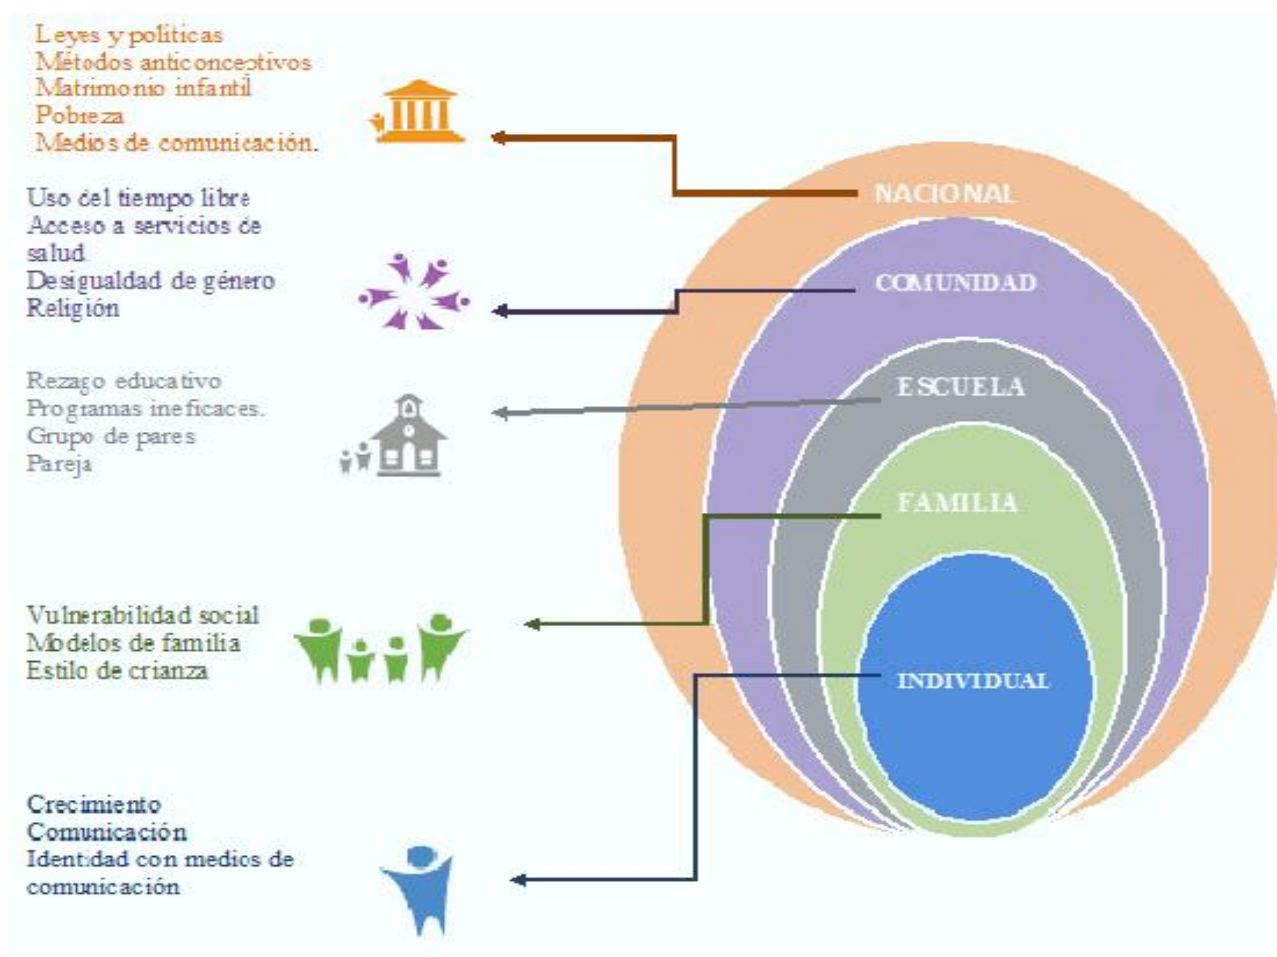 Leyes y políticas
Métodos anticonceptivos
Matrimonio infantil
Pobreza
Medios de comunicación.
NACIONAL
Uso del tiempo libre
Acceso a servicios de
salud
Desigualdad de género
Religión
COMUNIDAD
Rezago educativo
Programas ineficaces.
Grupo de pares
Pareja
ESCUELA
FAMILIA
Vulnerabilidad social
Modelos de familia
Estilo de crianza
INDIVIDUAL
Crecimiento
Comunicación
Identidad con medios de
comunicación